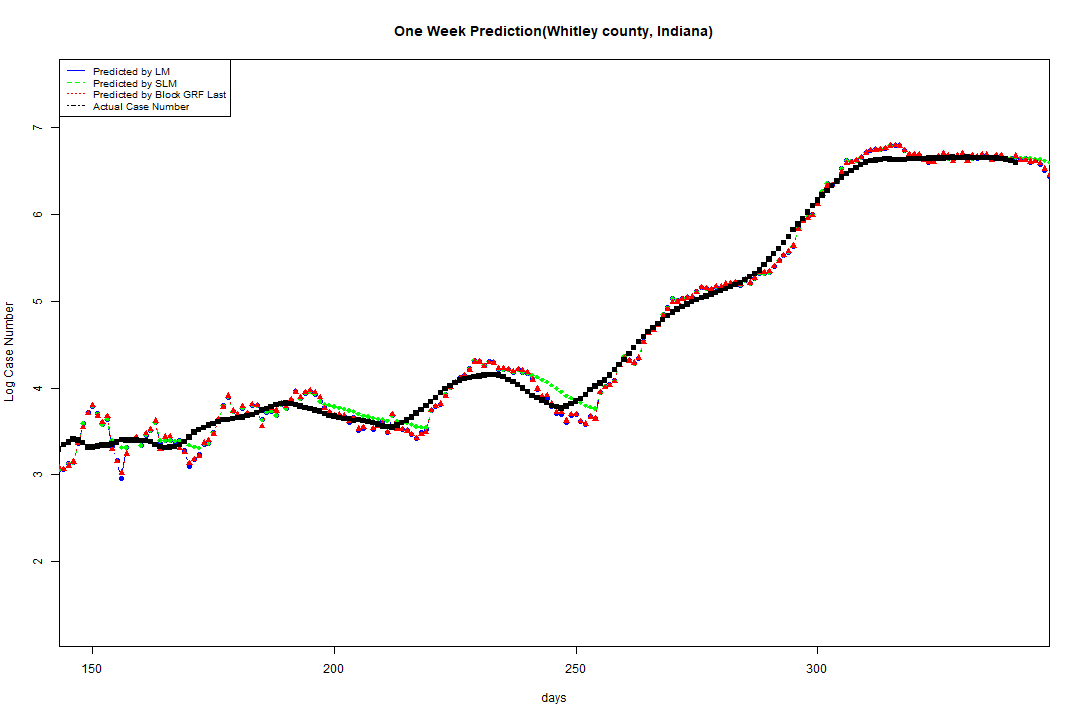 One Week Prediction(Whitley county, Indiana)
Predicted by LM
Predicted by SLM
Predicted by Block GRF Last
Actual Case Number
Log Case Number
7
6
5
4
3
2
150
200
250
300
days